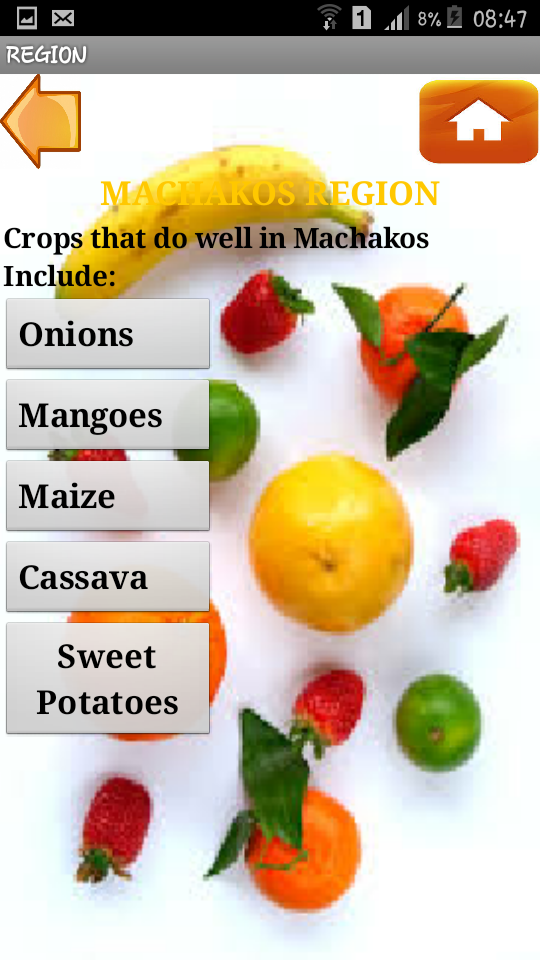 1 8% 08:47
REGION
MACHAKOS REGION
Crops that do well in Machakos
Include:
Onions
Mangoes
Maize
Cassava
Sweet
Potatoes